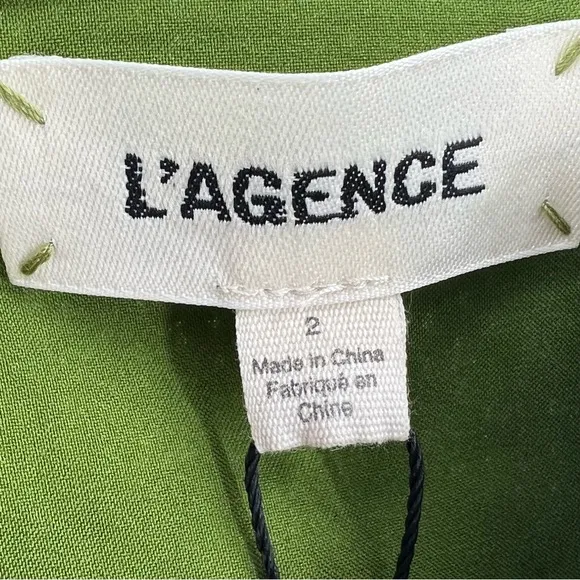 L'AGENCE
2
Made in China
Fabriqué en
Chine